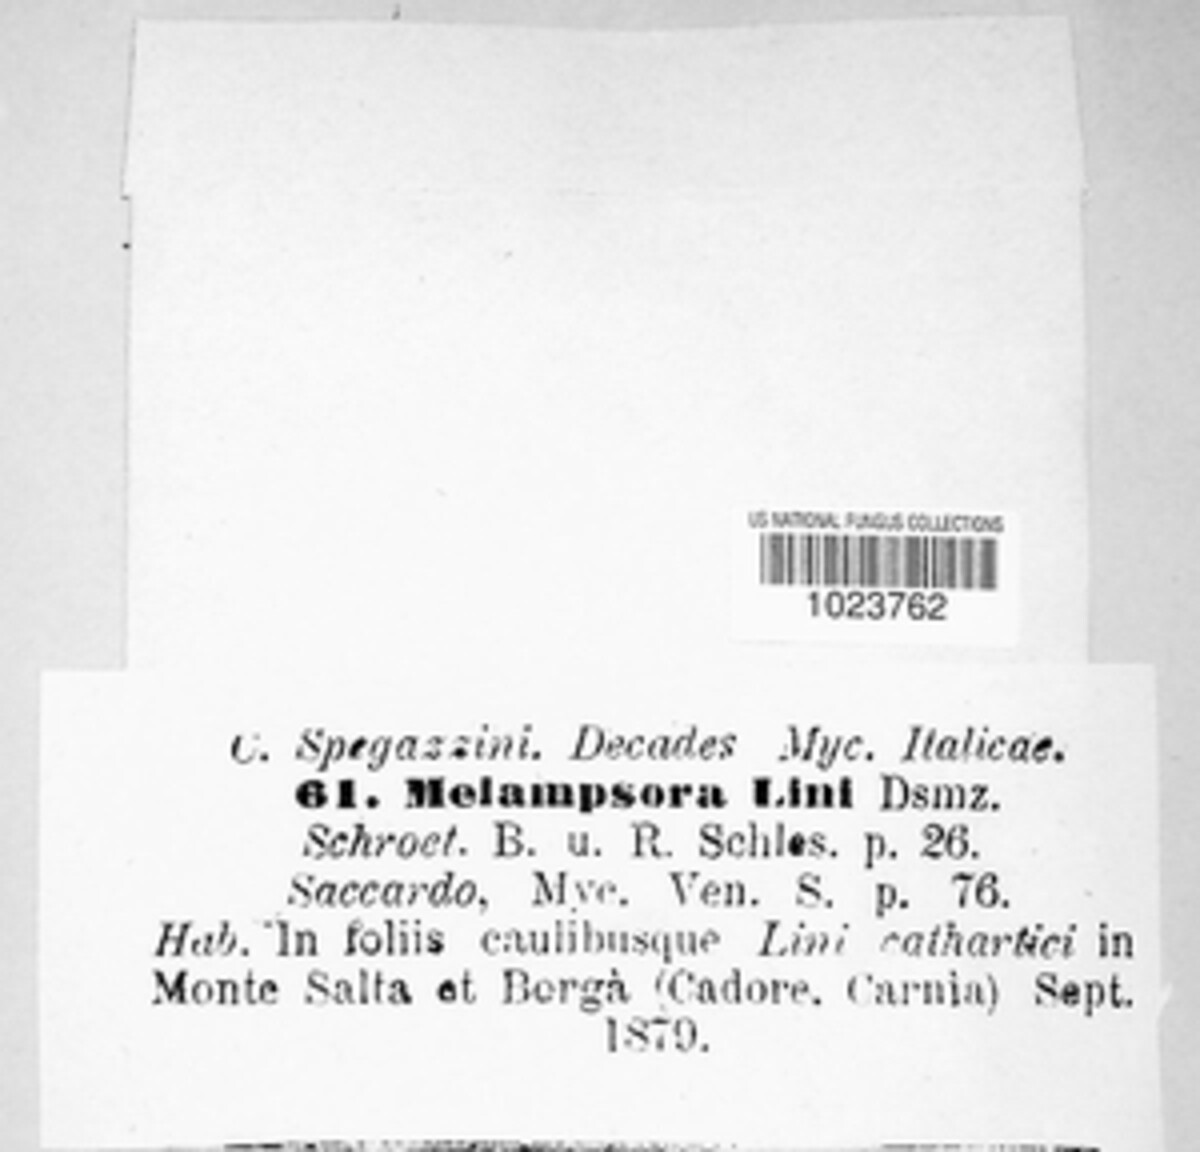 US NATIONAL FUNGUS COLLECTIONS
1023762
C. Spegazzini. Decades Myc. Italicae.
61. Melampsora Lini Dsmz.
Schroet. B. u. R. Schles. p. 26.
Saccardo, Myc. Ven. S. p. 76.
Hab. In foliis caulibusque Lini cathartici in
Monte Salta et Borgà (Cadore. Carnia) Sept.
1879.